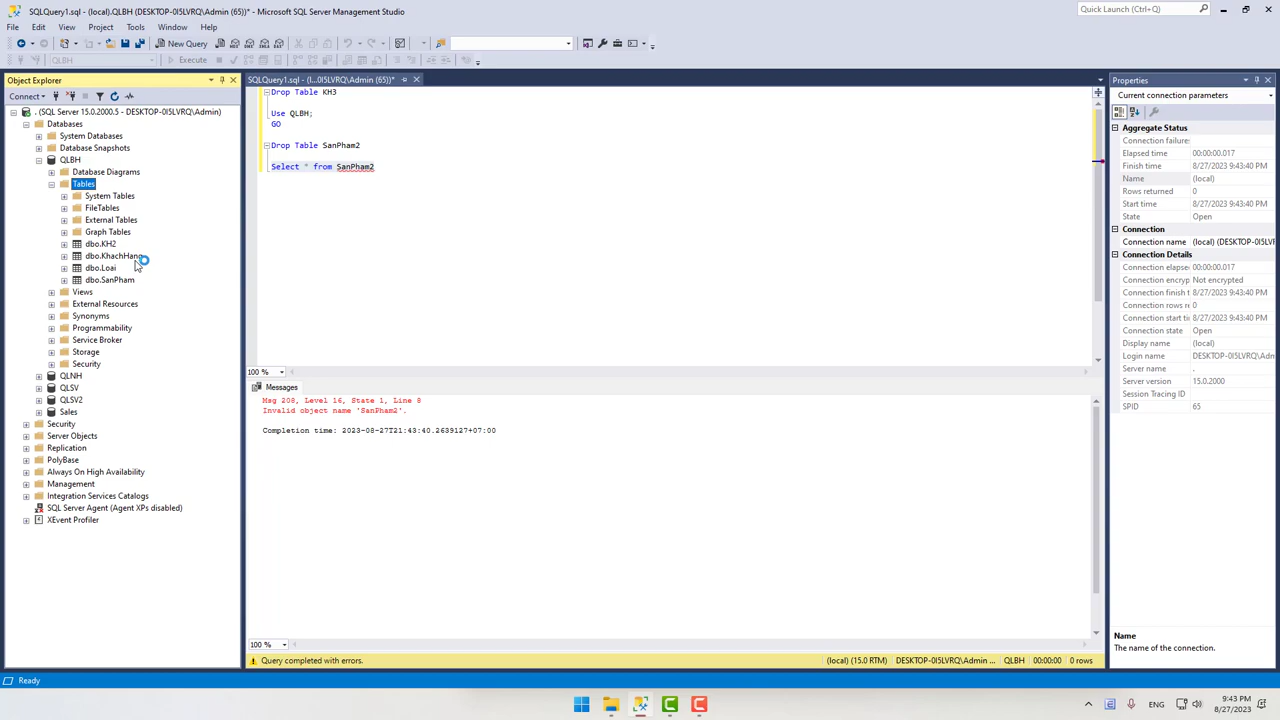 SQLQuery1.sql - (local).QLBH (DESKTOP-0I5LVRQ\Admin (65))* - Microsoft SQL Server Management Studio
Quick Launch (Ctrl+Q)
File Edit View Project Tools Window Help
New Query
QLBH
Execute
Object Explorer
SQLQuery1.sql - (l...0I5LVRQ\Admin (65))*
Properties
Connect
Current connection parameters
. (SQL Server 15.0.2000.5 - DESKTOP-0I5LVRQ\Admin)
Databases
System Databases
Database Snapshots
QLBH
Database Diagrams
Tables
System Tables
FileTables
External Tables
Graph Tables
dbo.KH2
dbo.KhachHang
dbo.Loai
dbo.SanPham
Views
External Resources
Synonyms
Programmability
Service Broker
Storage
Security
QLNH
QLSV
QLSV2
Sales
Security
Server Objects
Replication
PolyBase
Always On High Availability
Management
Integration Services Catalogs
SQL Server Agent (Agent XPs disabled)
XEvent Profiler
Drop Table KH3
Use QLBH;
GO
Drop Table SanPham2
Select * from SanPham2
100 %
Messages
Msg 208, Level 16, State 1, Line 8
Invalid object name 'SanPham2'.
Completion time: 2023-08-27T21:43:40.2639127+07:00
100 %
Query completed with errors.
(local) (15.0 RTM) DESKTOP-0I5LVRQ\Admin ... QLBH 00:00:00 0 rows
Aggregate Status
Connection failure
Elapsed time 00:00:00.017
Finish time 8/27/2023 9:43:40 PM
Name (local)
Rows returned 0
Start time 8/27/2023 9:43:40 PM
State Open
Connection
Connection name (local) (DESKTOP-0I5LVR
Connection Details
Connection elapse 00:00:00.017
Connection encryp Not encrypted
Connection finish t 8/27/2023 9:43:40 PM
Connection rows re 0
Connection start ti 8/27/2023 9:43:40 PM
Connection state Open
Display name (local)
Login name DESKTOP-0I5LVRQ\Adm
Server name .
Server version 15.0.2000
Session Tracing ID
SPID 65
Name
The name of the connection.
Ready
ENG
9:43 PM
8/27/2023